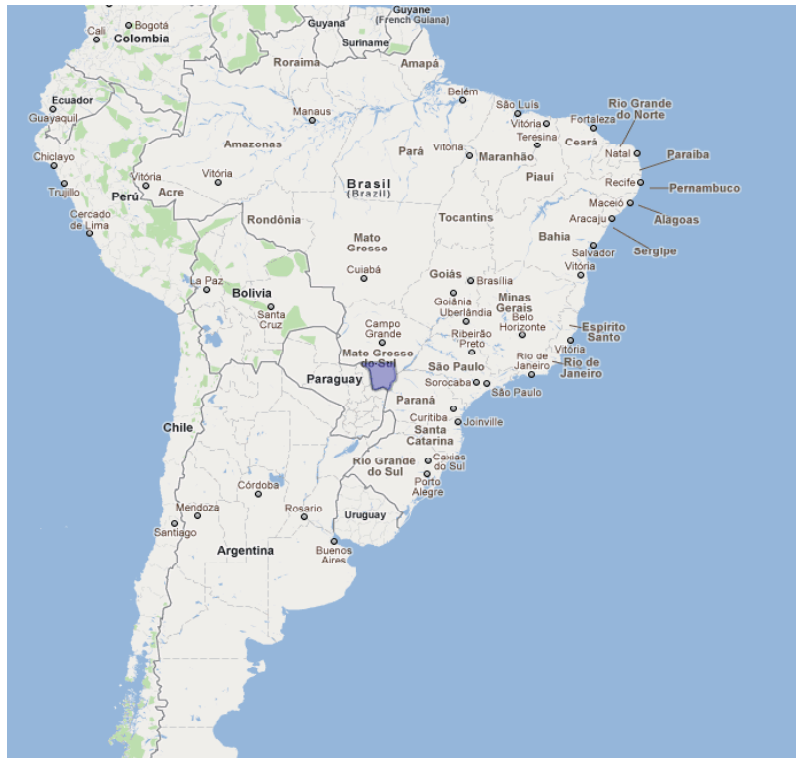 Guyane
(French Guiana)
Guyana
Bogotá
Cali
Colombia
Suriname
Roraima
Amapá
Ecuador
Guayaquil
Manaus
Belém
São Luís
Rio Grande
do Norte
Fortaleza
Vitória
Teresina
Ceará
Amazonas
Pará
Vitória
Maranhão
Natal
Paraíba
Chiclayo
Trujillo
Vitória
Perú
Acre
Vitória
Brasil
(Brazil)
Piauí
Recife
Pernambuco
Maceió
Alagoas
Cercado
de Lima
Rondônia
Tocantins
Aracaju
Mato
Grosso
Bahia
Sergipe
Salvador
Cuiabá
Goiás
Brasília
Vitória
La Paz
Bolivia
Santa
Cruz
Goiânia
Minas
Gerais
Uberlândia
Belo
Horizonte
Campo
Grande
Ribeirão
Preto
Espírito
Santo
Vitória
Mato Grosso
do Sul
São Paulo
Rio de
Janeiro
Rio de
Janeiro
Paraguay
Sorocaba
São Paulo
Paraná
Curitiba
Joinville
Chile
Santa
Catarina
Rio Grande
do Sul
Caxias
do Sul
Porto
Alegre
Córdoba
Mendoza
Rosario
Uruguay
Santiago
Argentina
Buenos
Aires